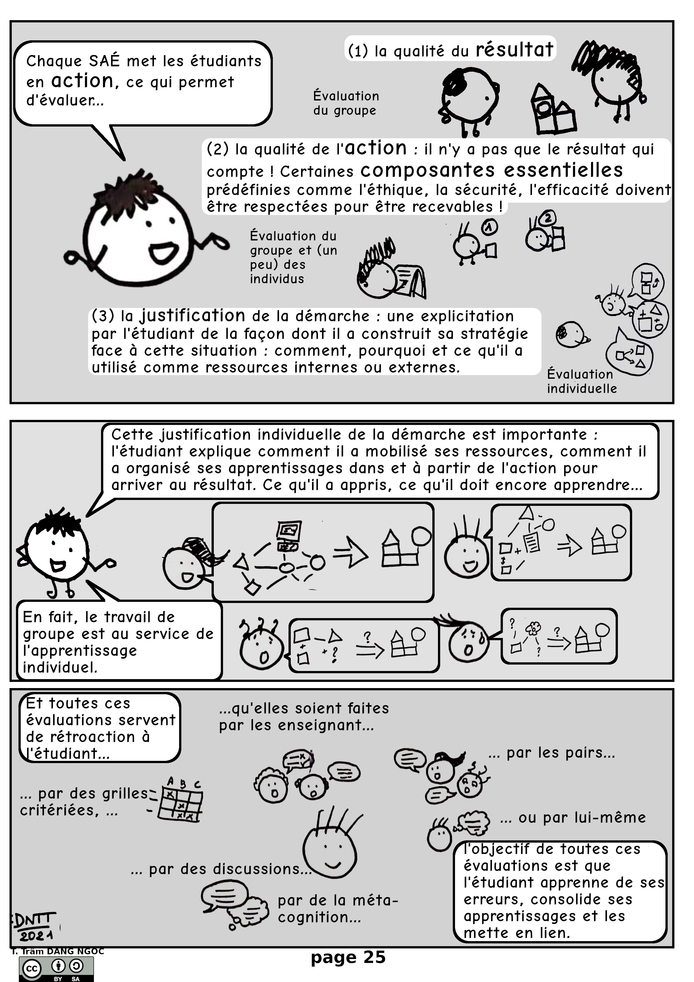 Chaque SAÉ met les étudiants
en action, ce qui permet
d'évaluer...
(1) la qualité du résultat
Évaluation
du groupe
(2) la qualité de l'action : il n'y a pas que le résultat qui
compte ! Certaines composantes essentielles
prédéfinies comme l'éthique, la sécurité, l'efficacité doivent
être respectées pour être recevables !
Évaluation du
groupe et (un
peu) des
individus
1
2
(3) la justification de la démarche : une explicitation
par l'étudiant de la façon dont il a construit sa stratégie
face à cette situation : comment, pourquoi et ce qu'il a
utilisé comme ressources internes ou externes.
Évaluation
individuelle
Cette justification individuelle de la démarche est importante :
l'étudiant explique comment il a mobilisé ses ressources, comment il
a organisé ses apprentissages dans et à partir de l'action pour
arriver au résultat. Ce qu'il a appris, ce qu'il doit encore apprendre...
En fait, le travail de
groupe est au service de
l'apprentissage
individuel.
? ?
? ? ?
Et toutes ces
évaluations servent
de rétroaction à
l'étudiant...
...qu'elles soient faites
par les enseignant...
... par les pairs...
... par des grilles
critériées, ...
A B C
x
x
x x
... ou par lui-même
... par des discussions...
par de la méta-
cognition...
l'objectif de toutes ces
évaluations est que
l'étudiant apprenne de ses
erreurs, consolide ses
apprentissages et les
mette en lien.
DNTT
2021
T. Trâm DANG NGOC
cc BY SA
page 25